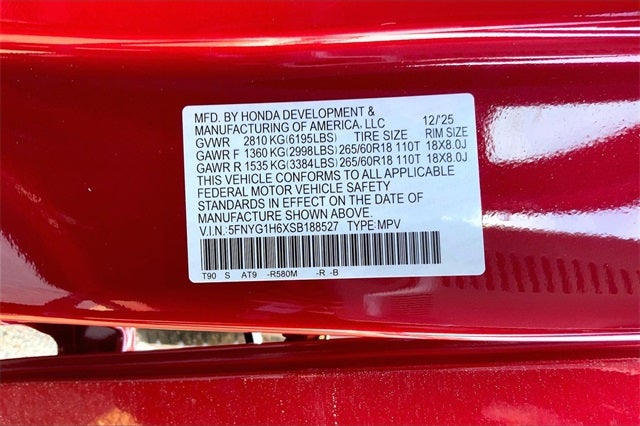 MFD. BY HONDA DEVELOPMENT &
MANUFACTURING OF AMERICA, LLC 12/'25
GVWR 2810 KG(6195LBS) TIRE SIZE RIM SIZE
GAWR F 1360 KG(2998LBS) 265/60R18 110T 18X8.0J
GAWR R 1535 KG(3384LBS) 265/60R18 110T 18X8.0J
THIS VEHICLE CONFORMS TO ALL APPLICABLE
FEDERAL MOTOR VEHICLE SAFETY
STANDARDS IN EFFECT ON THE DATE OF
MANUFACTURE SHOWN ABOVE.
V.I.N.:5FNYG1H6XSB188527 TYPE:MPV
T90 S AT9 -R580M -R -B